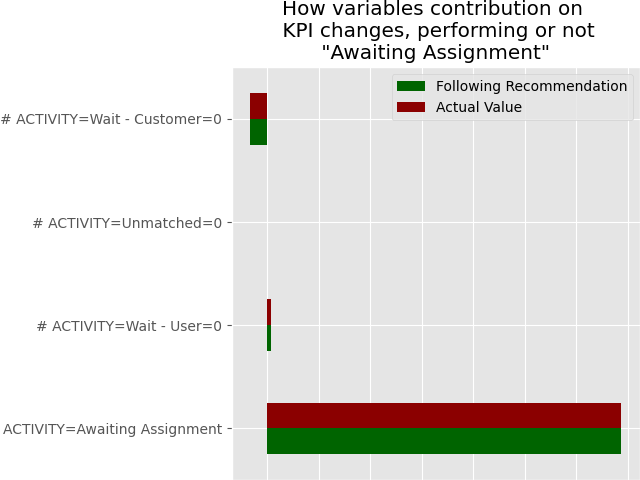 How variables contribution on
KPI changes, performing or not
"Awaiting Assignment"
Following Recommendation
Actual Value
# ACTIVITY=Wait - Customer=0
# ACTIVITY=Unmatched=0
# ACTIVITY=Wait - User=0
ACTIVITY=Awaiting Assignment